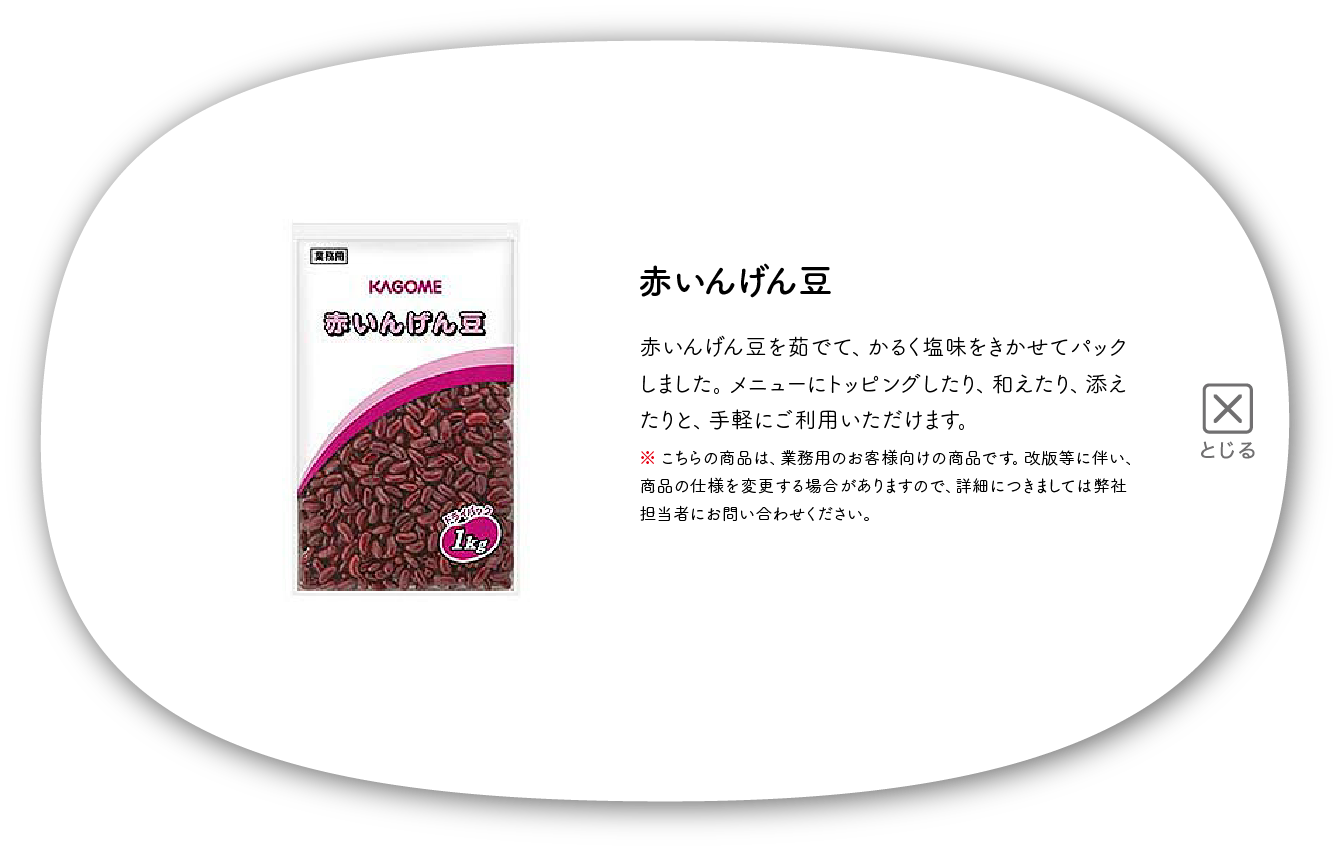 業務用
KAGOME
赤いんげん豆
ドライパック
1kg
赤いんげん豆
赤いんげん豆を茹でて、かるく塩味をきかせてパック
しました。メニューにトッピングしたり、和えたり、添え
たりと、手軽にご利用いただけます。
※ こちらの商品は、業務用のお客様向けの商品です。改版等に伴い、
商品の仕様を変更する場合がありますので、詳細につきましては弊社
担当者にお問い合わせください。
とじる